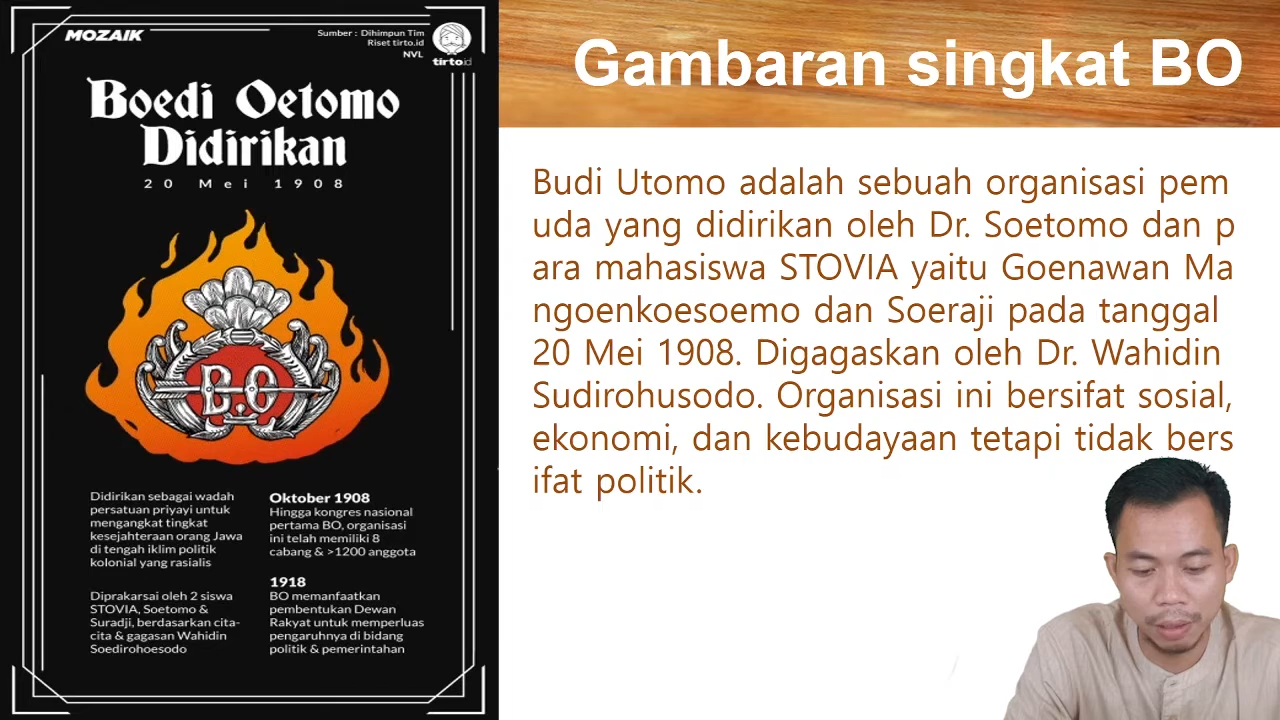 MOZAIK
Sumber : Dihimpun Tim
Riset tirto.id
NVL
tirto.id
Boedi Oetomo
Didirikan
20 Mei 1908
B.O
Didirikan sebagai wadah
persatuan priyayi untuk
mengangkat tingkat
kesejahteraan orang Jawa
di tengah iklim politik
kolonial yang rasialis
Diprakarsai oleh 2 siswa
STOVIA, Soetomo &
Suradji, berdasarkan cita-
cita & gagasan Wahidin
Soedirohoesodo
Oktober 1908
Hingga kongres nasional
pertama BO, organisasi
ini telah memiliki 8
cabang & >1200 anggota
1918
BO memanfaatkan
pembentukan Dewan
Rakyat untuk memperluas
pengaruhnya di bidang
politik & pemerintahan
Gambaran singkat BO
Budi Utomo adalah sebuah organisasi pem
uda yang didirikan oleh Dr. Soetomo dan p
ara mahasiswa STOVIA yaitu Goenawan Ma
ngoenkoesoemo dan Soeraji pada tanggal
20 Mei 1908. Digagaskan oleh Dr. Wahidin
Sudirohusodo. Organisasi ini bersifat sosial,
ekonomi, dan kebudayaan tetapi tidak bers
ifat politik.